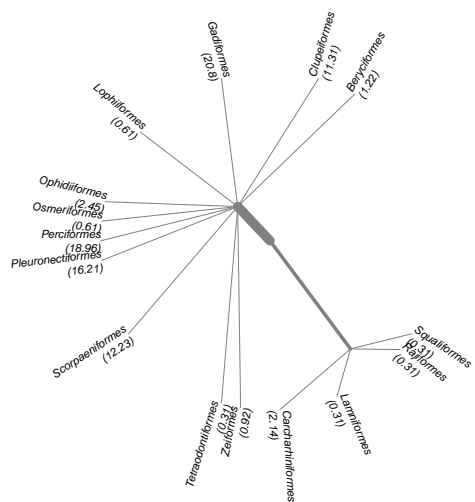 Gadiformes
(20.8)
Clupeiformes
(11.31)
Beryciformes
(1.22)
Lophiiformes
(0.61)
Ophidiiformes
(2.45)
Osmeriformes
(0.61)
Perciformes
(18.96)
Pleuronectiformes
(16.21)
Scorpaeniformes
(12.23)
Tetraodontiformes
(0.31)
Zeiformes
(0.92)
Carcharhiniformes
(2.14)
Lamniformes
(0.31)
Squaliformes
(0.31)
Rajiformes
(0.31)